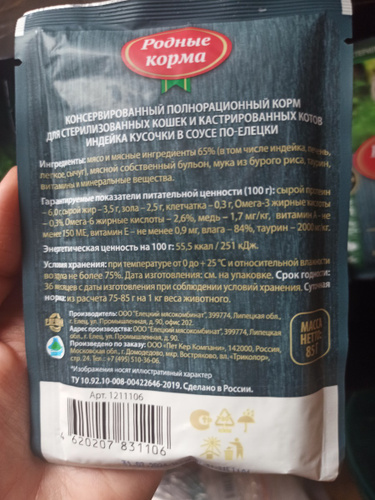 Родные
корма
КОНСЕРВИРОВАННЫЙ ПОЛНОРАЦИОННЫЙ КОРМ
ДЛЯ СТЕРИЛИЗОВАННЫХ КОШЕК И КАСТРИРОВАННЫХ КОТОВ
ИНДЕЙКА КУСОЧКИ В СОУСЕ ПО-ЕЛЕЦКИ
Ингредиенты: мясо и мясные ингредиенты 65% (в том числе индейка, печень,
легкое, сычуг), мясной собственный бульон, мука из бурого риса, таурин,
витамины и минеральные вещества.
Гарантируемые показатели питательной ценности (100 г): сырой протеин
– 6,0, сырой жир – 3,5 г, зола – 2,5 г, клетчатка – 0,3 г, Омега-3 жирные кислоты
– 0,3%, Омега-6 жирные кислоты – 2,6%, медь – 1,7 мг/кг, витамин А – не
менее 150 МЕ, витамин Е – не менее 0,9 мг, влага – 84%, таурин – 2000 мг/кг.
Энергетическая ценность на 100 г: 55,5 ккал / 251 кДж.
Условия хранения: при температуре от 0 до + 25 °С и относительной влажности
воздуха не более 75%. Дата изготовления: см. на упаковке. Срок годности:
36 месяцев с даты изготовления при соблюдении условий хранения. Суточная
норма: из расчета 75-85 г на 1 кг веса животного.
Производитель: ООО "Елецкий мясокомбинат", 399774, Липецкая обл.,
г. Елец, ул. Промышленная, д. 90, офис 202.
Адрес производства: ООО "Елецкий мясокомбинат", 399774, Липецкая
обл., г. Елец, ул. Промышленная, д. 90.
Произведено по заказу: ООО «Пет Кер Компани», 142000, Россия,
Московская обл., г. Домодедово, мкр. Востряково, вл. «Триколор»,
стр. 24. Тел.: +7 (495) 510-36-06.
*Изображения носят иллюстративный характер
ТУ 10.92.10-008-00422646-2019. Сделано в России.
МАССА
НЕТТО:
85 г
Арт. 1211106
4 620207 831106